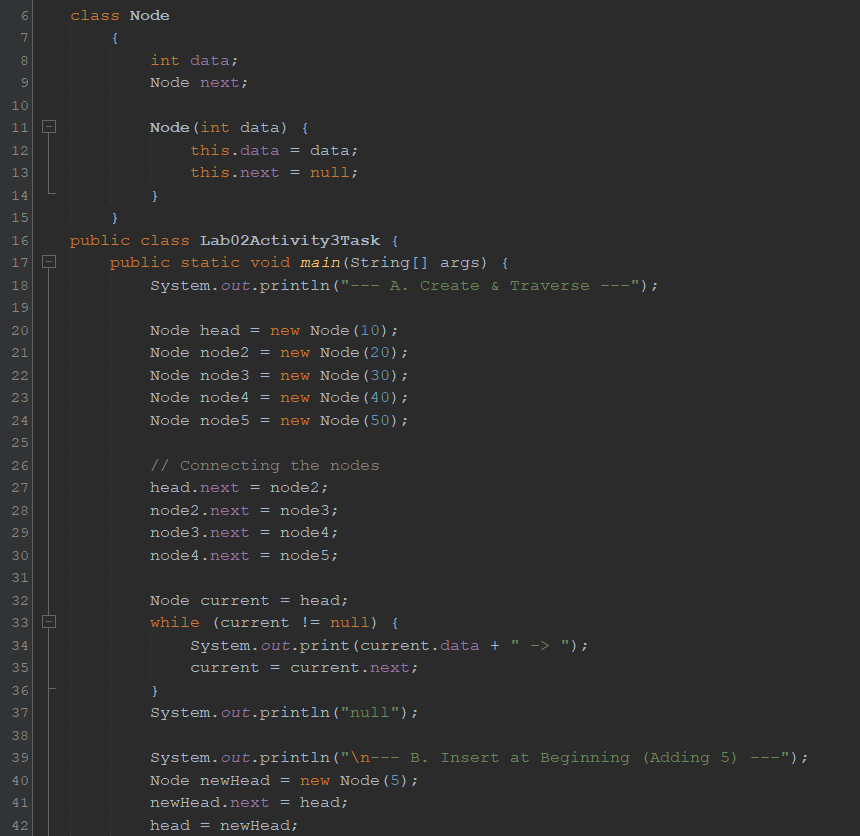 6 class Node
7 {
8 int data;
9 Node next;
10
11 Node(int data) {
12 this.data = data;
13 this.next = null;
14 }
15 }
16 public class Lab02Activity3Task {
17 public static void main(String[] args) {
18 System.out.println("--- A. Create & Traverse ---");
19
20 Node head = new Node(10);
21 Node node2 = new Node(20);
22 Node node3 = new Node(30);
23 Node node4 = new Node(40);
24 Node node5 = new Node(50);
25
26 // Connecting the nodes
27 head.next = node2;
28 node2.next = node3;
29 node3.next = node4;
30 node4.next = node5;
31
32 Node current = head;
33 while (current != null) {
34 System.out.print(current.data + " -> ");
35 current = current.next;
36 }
37 System.out.println("null");
38
39 System.out.println("\n--- B. Insert at Beginning (Adding 5) ---");
40 Node newHead = new Node(5);
41 newHead.next = head;
42 head = newHead;